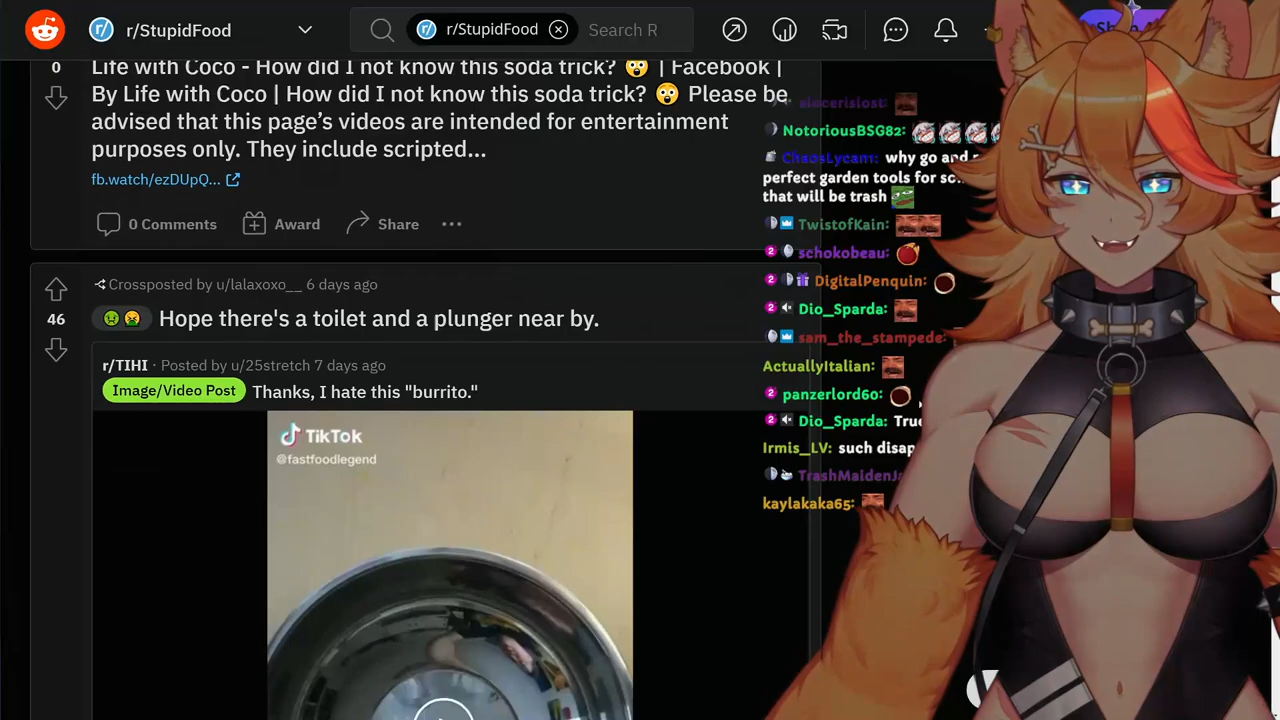 r/StupidFood
r/StupidFood
Search R
0
Life with Coco - How did I not know this soda trick? 😲 | Facebook |
By Life with Coco | How did I not know this soda trick? 😲 Please be
advised that this page’s videos are intended for entertainment
purposes only. They include scripted...
fb.watch/ezDUpQ...
0 Comments
Award
Share
Crossposted by u/lalaxoxo__ 6 days ago
46
🤢 🤮 Hope there's a toilet and a plunger near by.
r/TIHI · Posted by u/25stretch 7 days ago
Image/Video Post
Thanks, I hate this "burrito."
TikTok
@fastfoodlegend
sincerislost:
NotoriousBSG82:
ChaosLycam: why go and
perfect garden tools for
that will be trash
TwistofKain:
schokobeau:
DigitalPenquin:
Dio_Sparda:
sam_the_stampede:
ActuallyItalian:
panzerlord60:
Dio_Sparda: True
Irmis_LV: such
kaylakaka65: